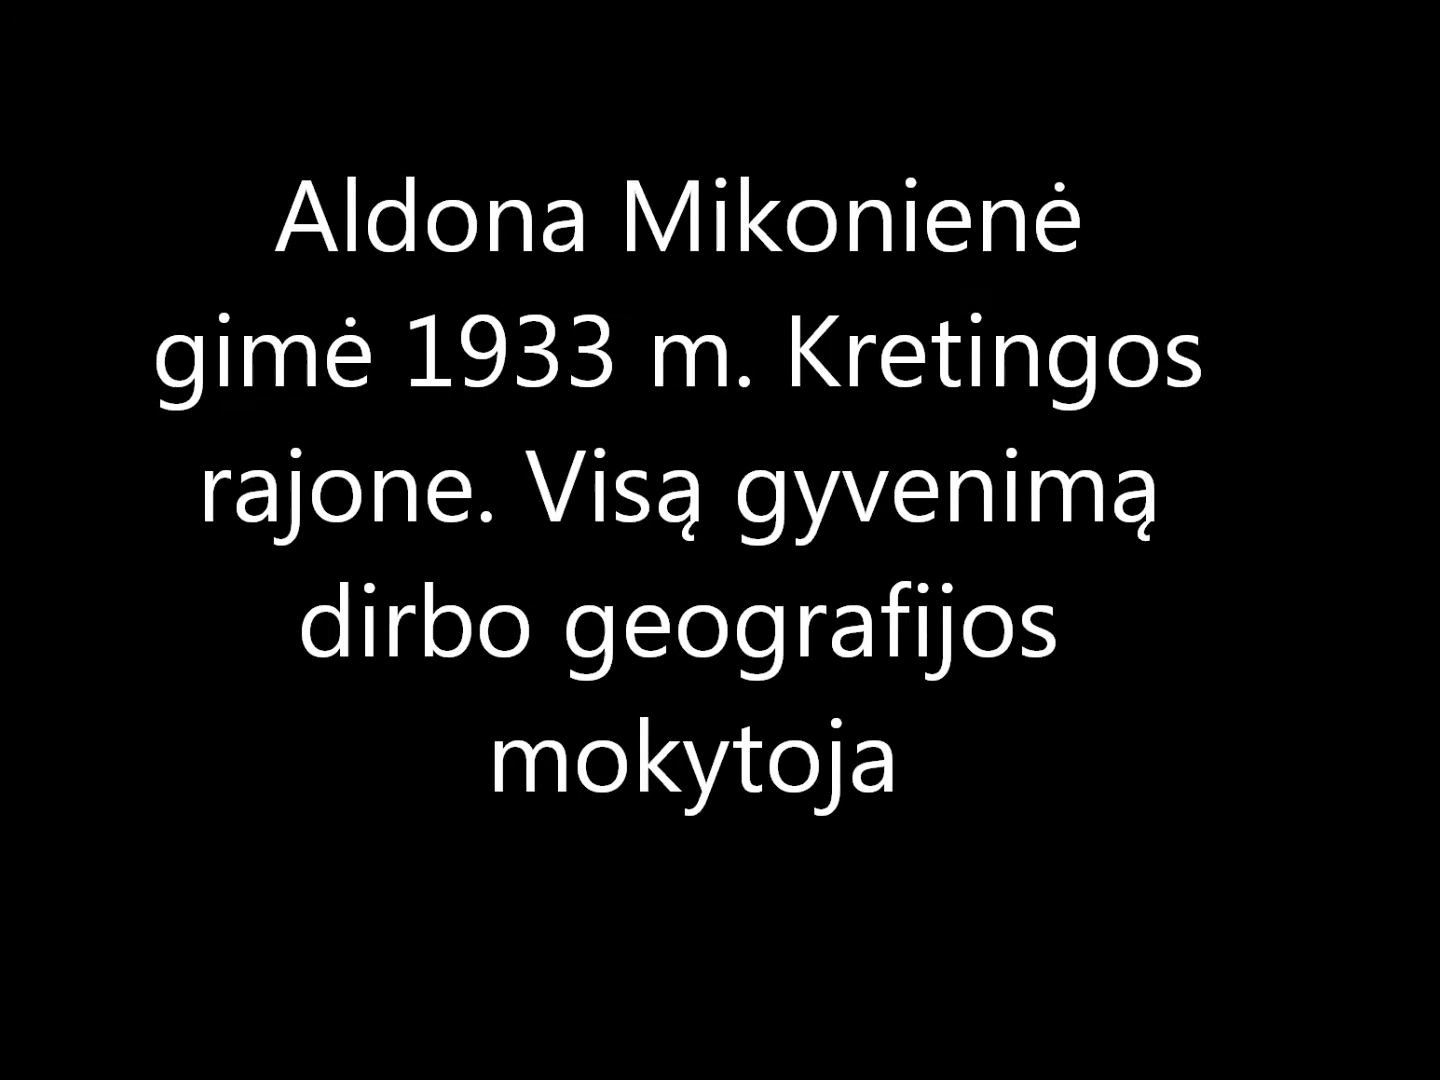 Aldona Mikonienė
gimė 1933 m. Kretingos
rajone. Visą gyvenimą
dirbo geografijos
mokytoja